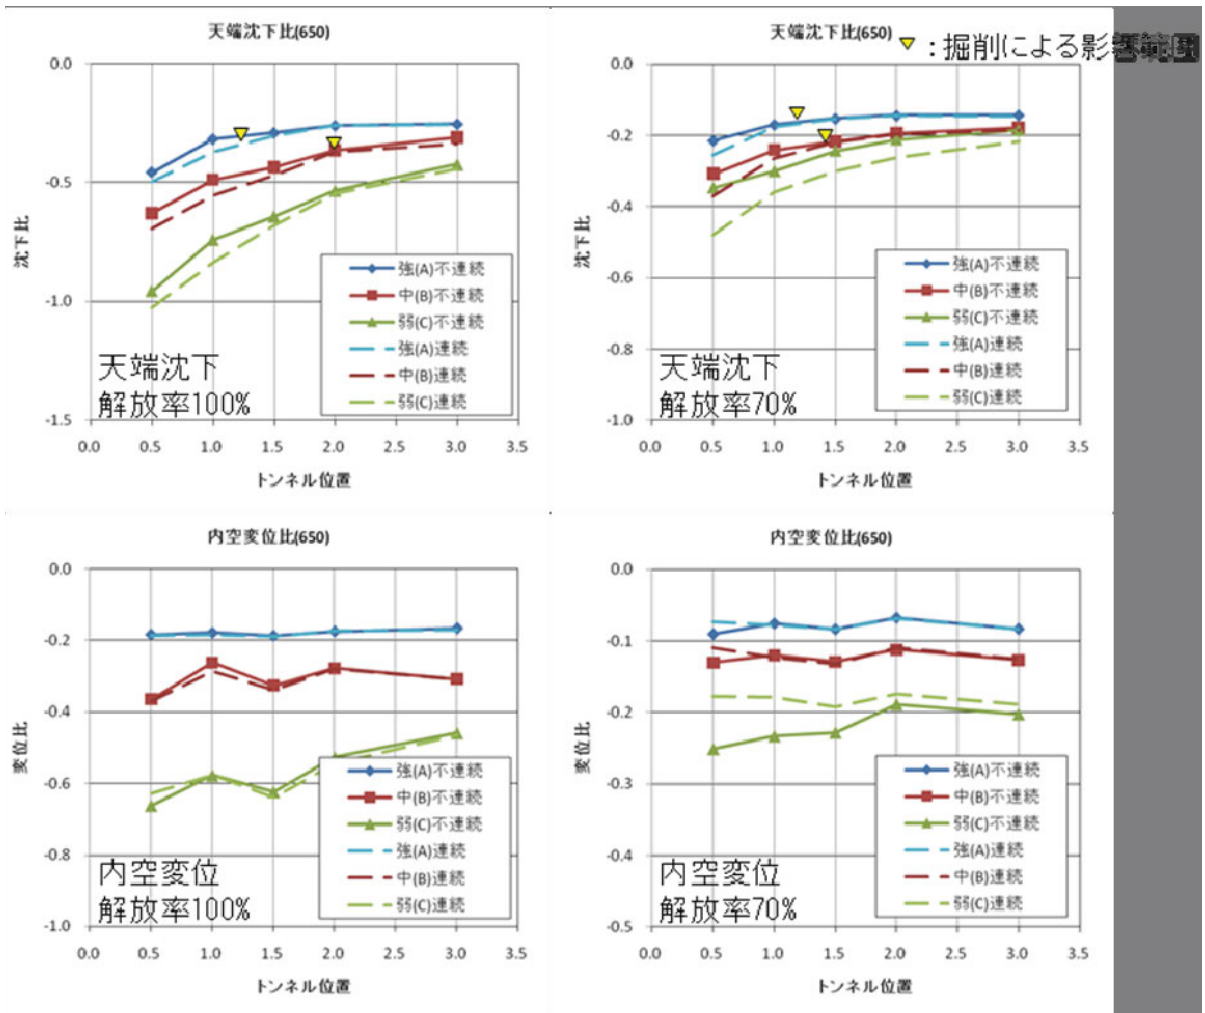 天端沈下比(650)
0.0
-0.5
-1.0
-1.5
沈下比
0.0 0.5 1.0 1.5 2.0 2.5 3.0 3.5
トンネル位置
強(A)不連続
中(B)不連続
弱(C)不連続
強(A)連続
中(B)連続
弱(C)連続
天端沈下
解放率100%
天端沈下比(650)
：掘削による影
0.0
-0.2
-0.4
-0.6
-0.8
-1.0
沈下比
0.0 0.5 1.0 1.5 2.0 2.5 3.0 3.5
トンネル位置
強(A)不連続
中(B)不連続
弱(C)不連続
強(A)連続
中(B)連続
弱(C)連続
天端沈下
解放率70%
内空変位比(650)
0.0
-0.2
-0.4
-0.6
-0.8
-1.0
変位比
0.0 0.5 1.0 1.5 2.0 2.5 3.0 3.5
トンネル位置
強(A)不連続
中(B)不連続
弱(C)不連続
強(A)連続
中(B)連続
弱(C)連続
内空変位
解放率100%
内空変位比(650)
0.0
-0.1
-0.2
-0.3
-0.4
-0.5
変位比
0.0 0.5 1.0 1.5 2.0 2.5 3.0 3.5
トンネル位置
強(A)不連続
中(B)不連続
弱(C)不連続
強(A)連続
中(B)連続
弱(C)連続
内空変位
解放率70%